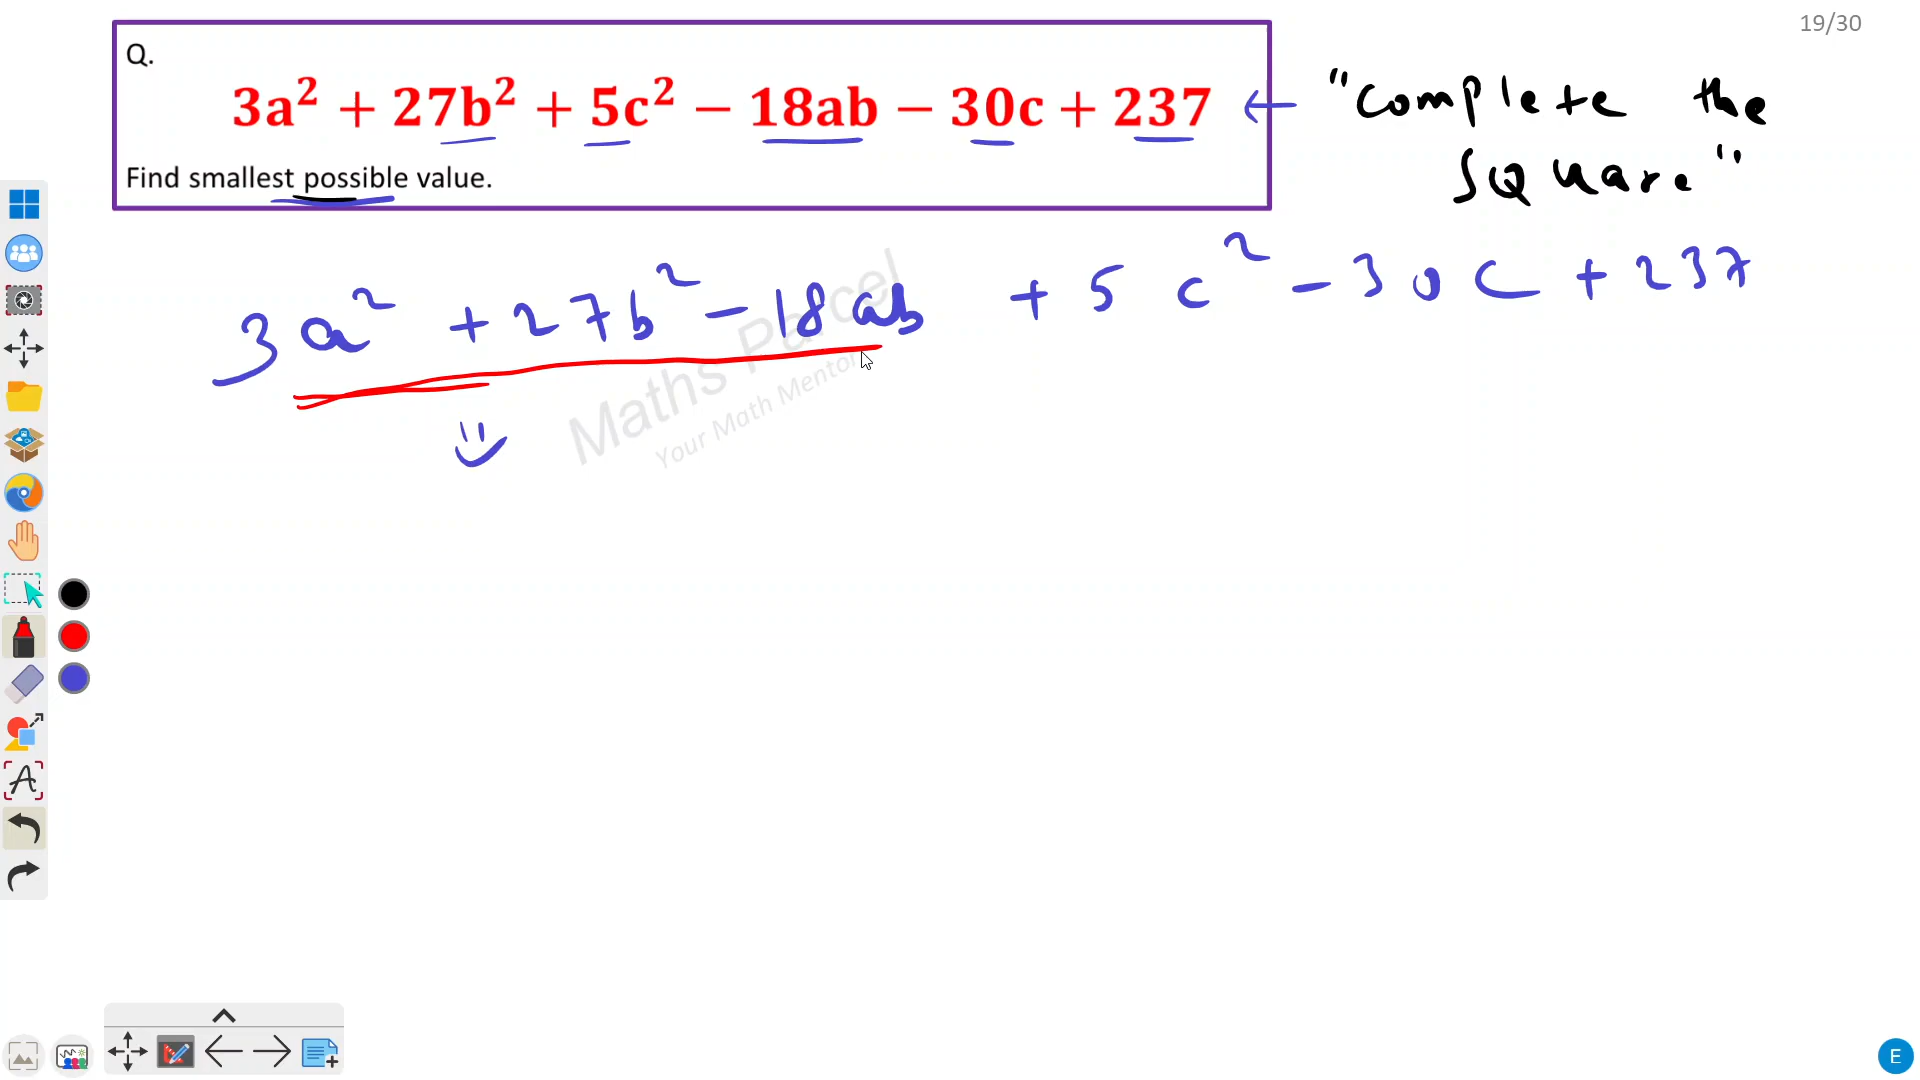 19/30
Q.
3a² + 27b² + 5c² − 18ab − 30c + 237
Find smallest possible value.
"Complete the
Square"
3a² + 27b² − 18ab + 5c² − 30c + 237
Maths Parcel
Your Math Mentor
A
E